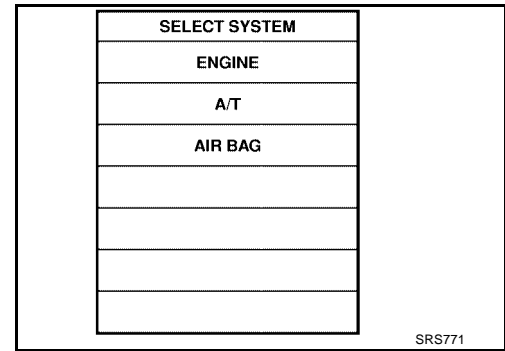 SELECT SYSTEM
ENGINE
A/T
AIR BAG
SRS771